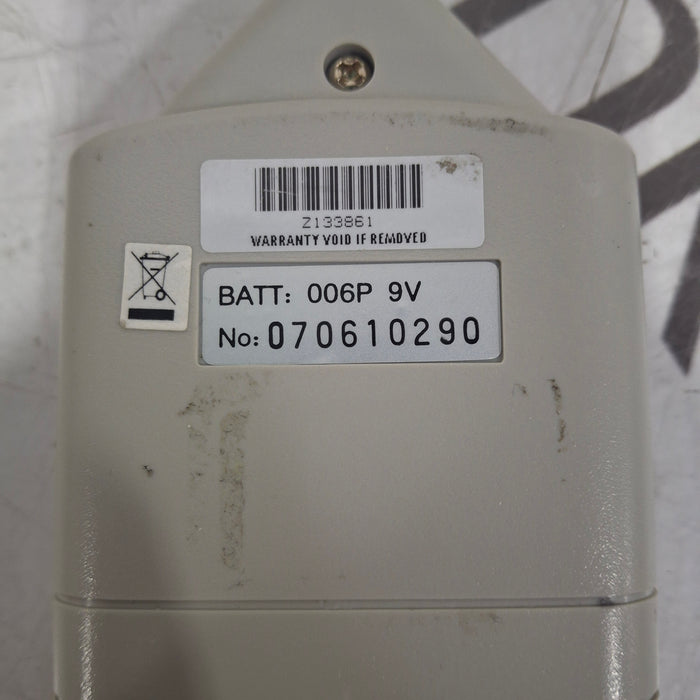 Z133861
WARRANTY VOID IF REMOVED
BATT: 006P 9V
No: 070610290